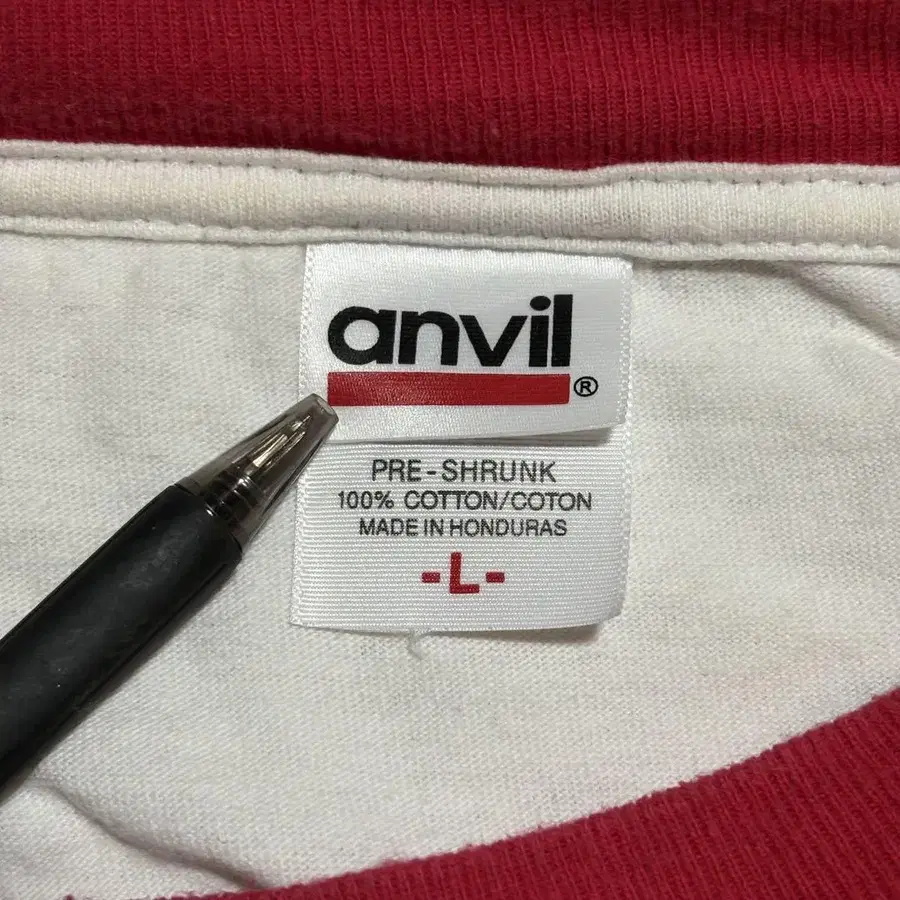 anvil®
PRE-SHRUNK
100% COTTON/COTON
MADE IN HONDURAS
-L-